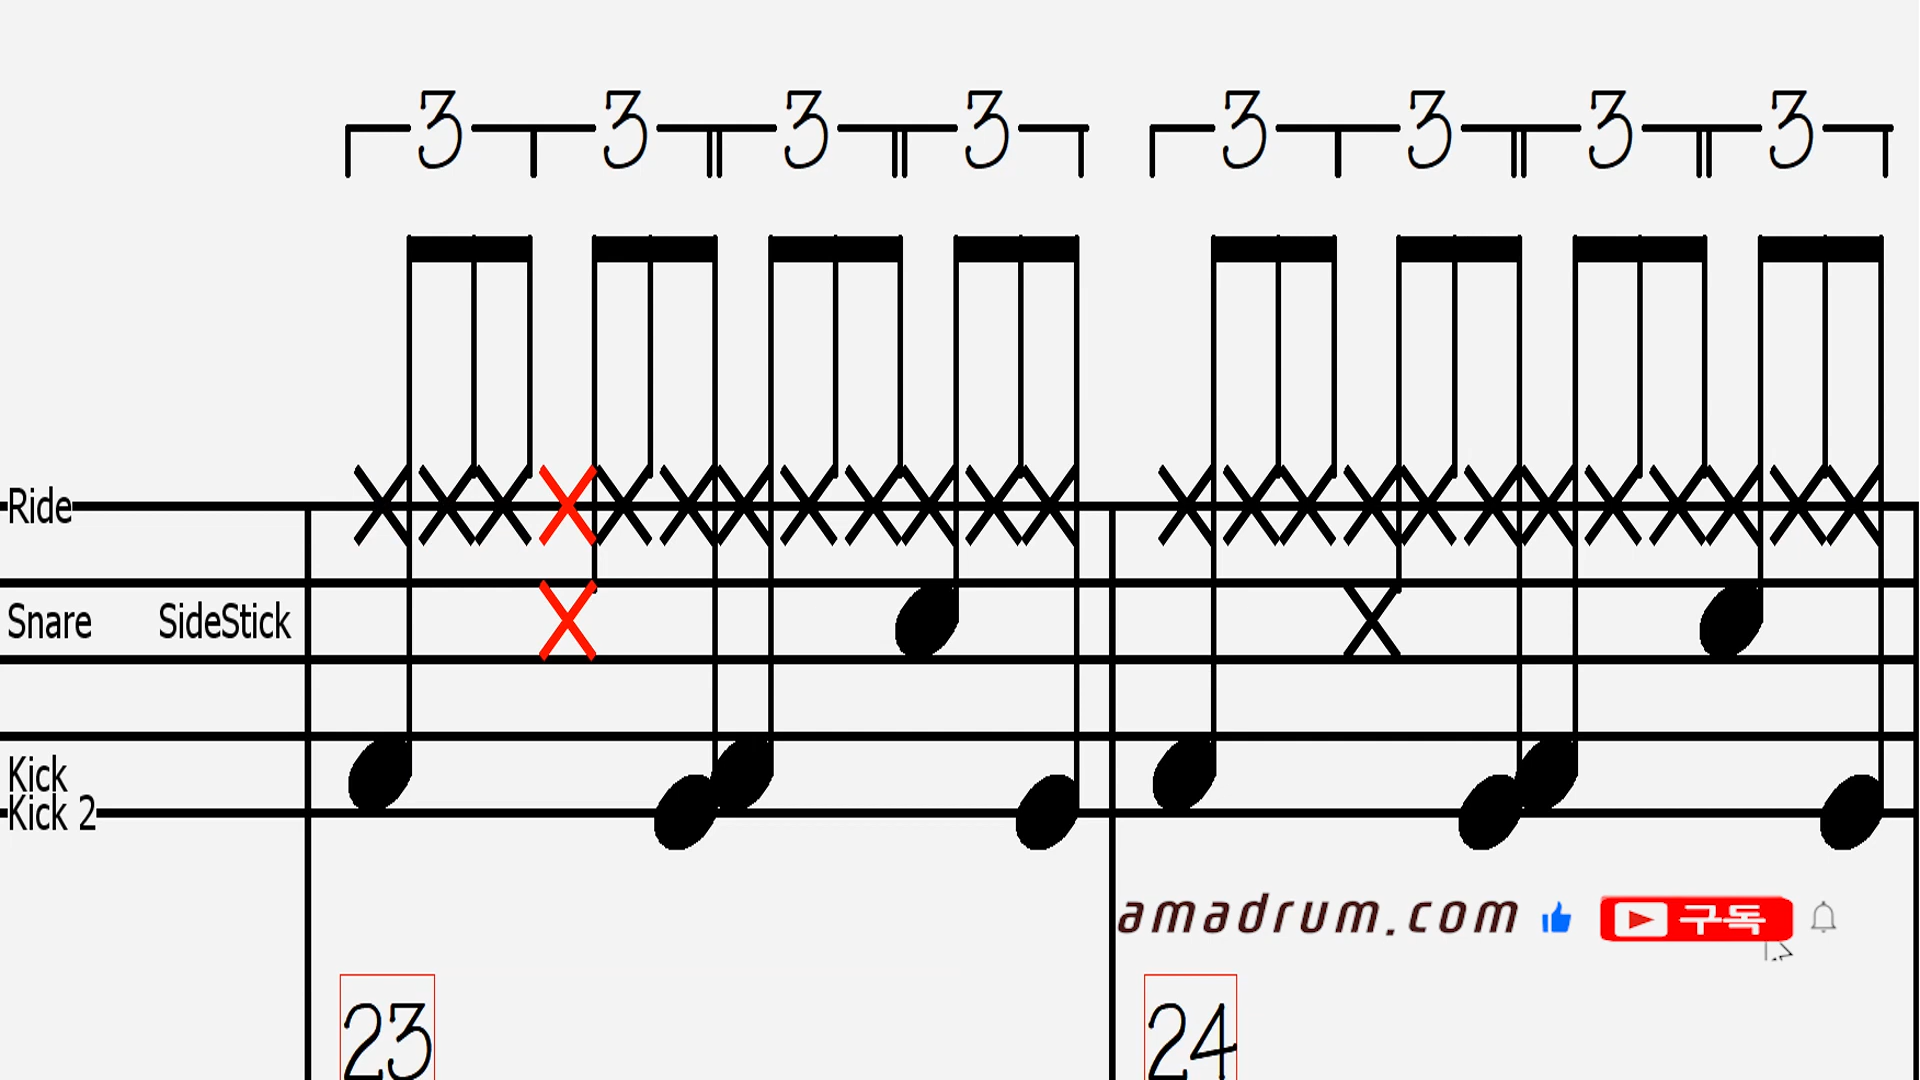 3 3 3 3 3 3 3 3
Ride
Snare SideStick
Kick
Kick 2
amadrum.com 구독
23 24